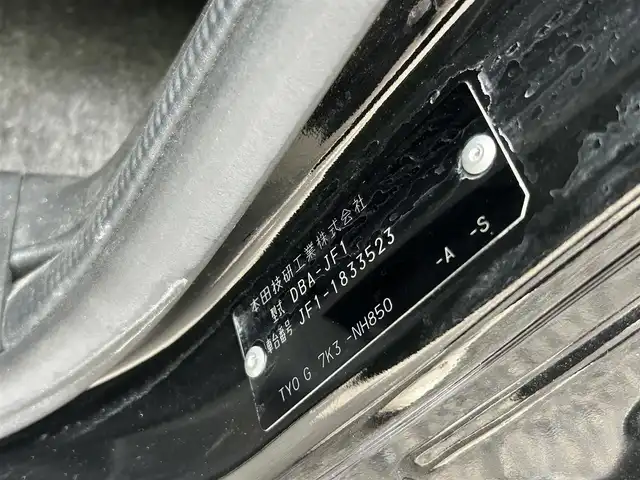 本田技研工業株式会社
型式 DBA-JF1
車台番号 JF1-1833523 -A -S
TYO G 7K3 -NH850